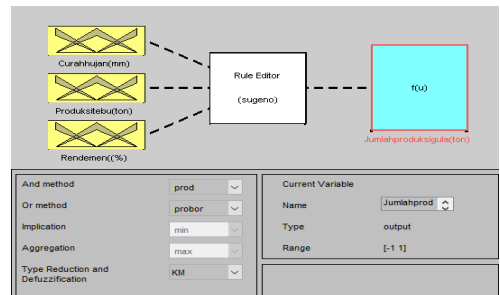 Curahhujan(mm)
Produksitebu(ton)
Rendemen((%)
Rule Editor
(sugeno)
f(u)
Jumlahproduksigula(ton)
And method
prod
Or method
probor
Implication
min
Aggregation
max
Type Reduction and
Defuzzification
KM
Current Variable
Name
Jumlahprod
Type
output
Range
[-1 1]